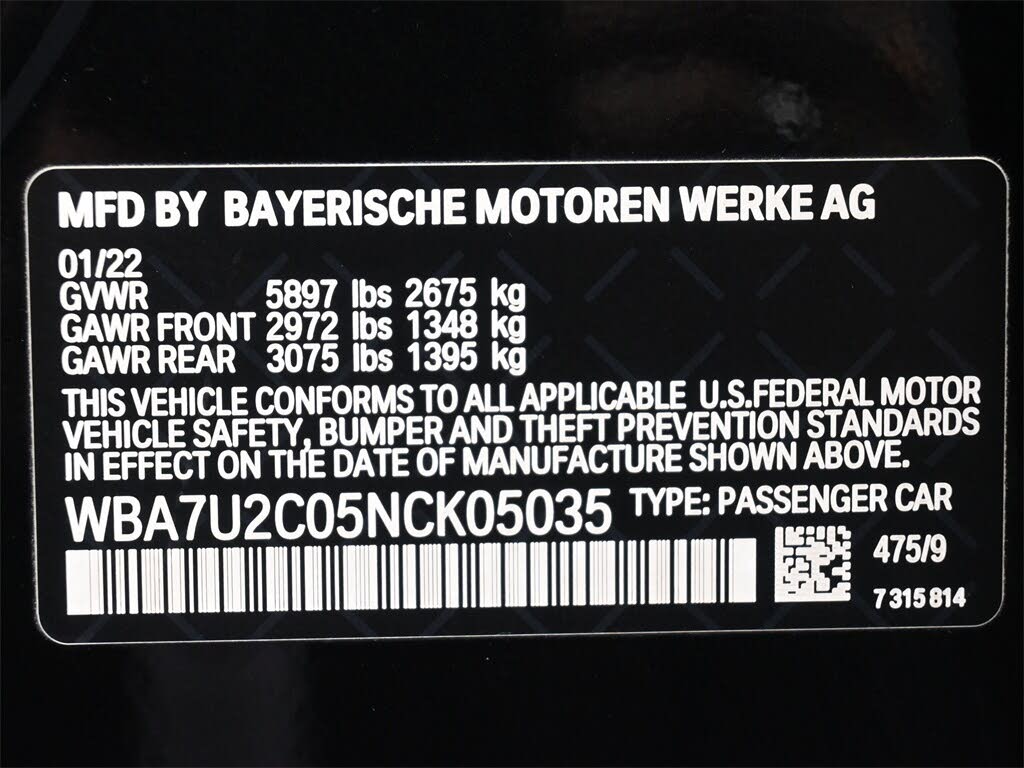 MFD BY BAYERISCHE MOTOREN WERKE AG
01/22
GVWR 5897 lbs 2675 kg
GAWR FRONT 2972 lbs 1348 kg
GAWR REAR 3075 lbs 1395 kg
THIS VEHICLE CONFORMS TO ALL APPLICABLE U.S.FEDERAL MOTOR
VEHICLE SAFETY, BUMPER AND THEFT PREVENTION STANDARDS
IN EFFECT ON THE DATE OF MANUFACTURE SHOWN ABOVE.
WBA7U2C05NCK05035 TYPE: PASSENGER CAR
475/9
7 315 814